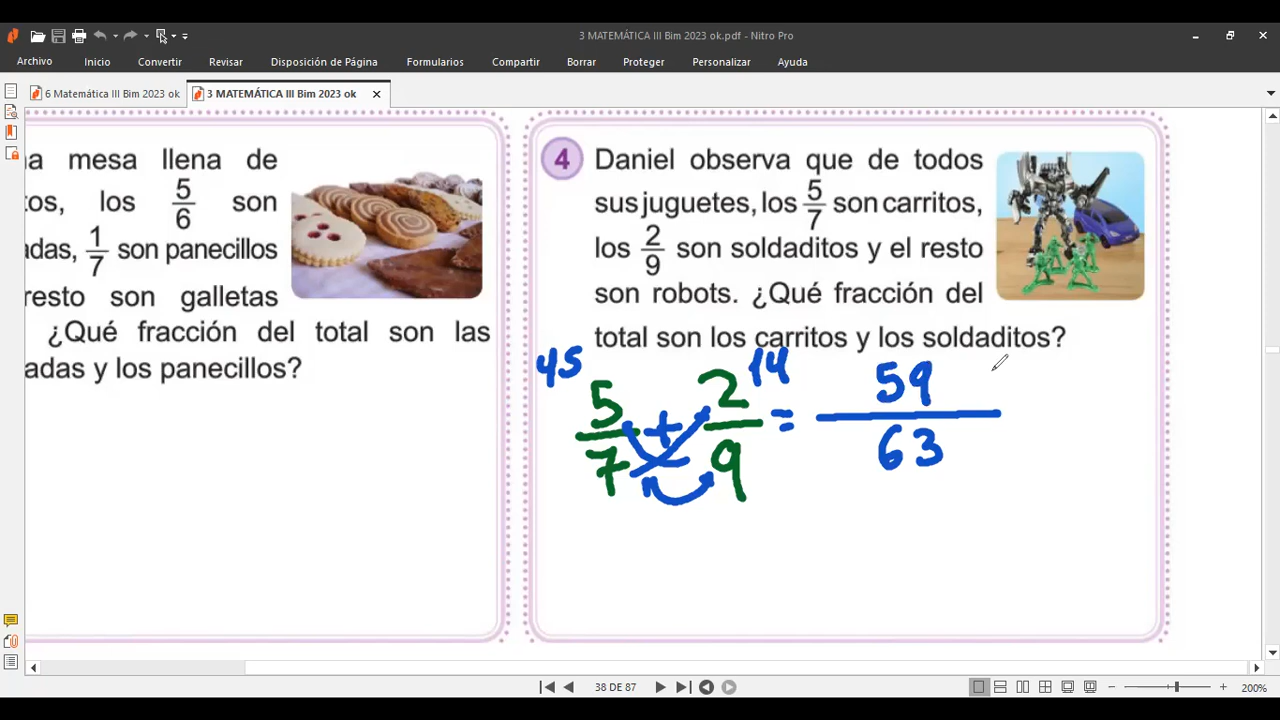 3 MATEMÁTICA III Bim 2023 ok.pdf - Nitro Pro
Archivo Inicio Convertir Revisar Disposición de Página Formularios Compartir Borrar Proteger Personalizar Ayuda
6 Matemática III Bim 2023 ok 3 MATEMÁTICA III Bim 2023 ok
a mesa llena de
tos, los 5/6 son
adas, 1/7 son panecillos
resto son galletas
¿Qué fracción del total son las
adas y los panecillos?
4 Daniel observa que de todos
sus juguetes, los 5/7 son carritos,
los 2/9 son soldaditos y el resto
son robots. ¿Qué fracción del
total son los carritos y los soldaditos?
45 14
5/7 + 2/9 = 59/63
38 DE 87
200%